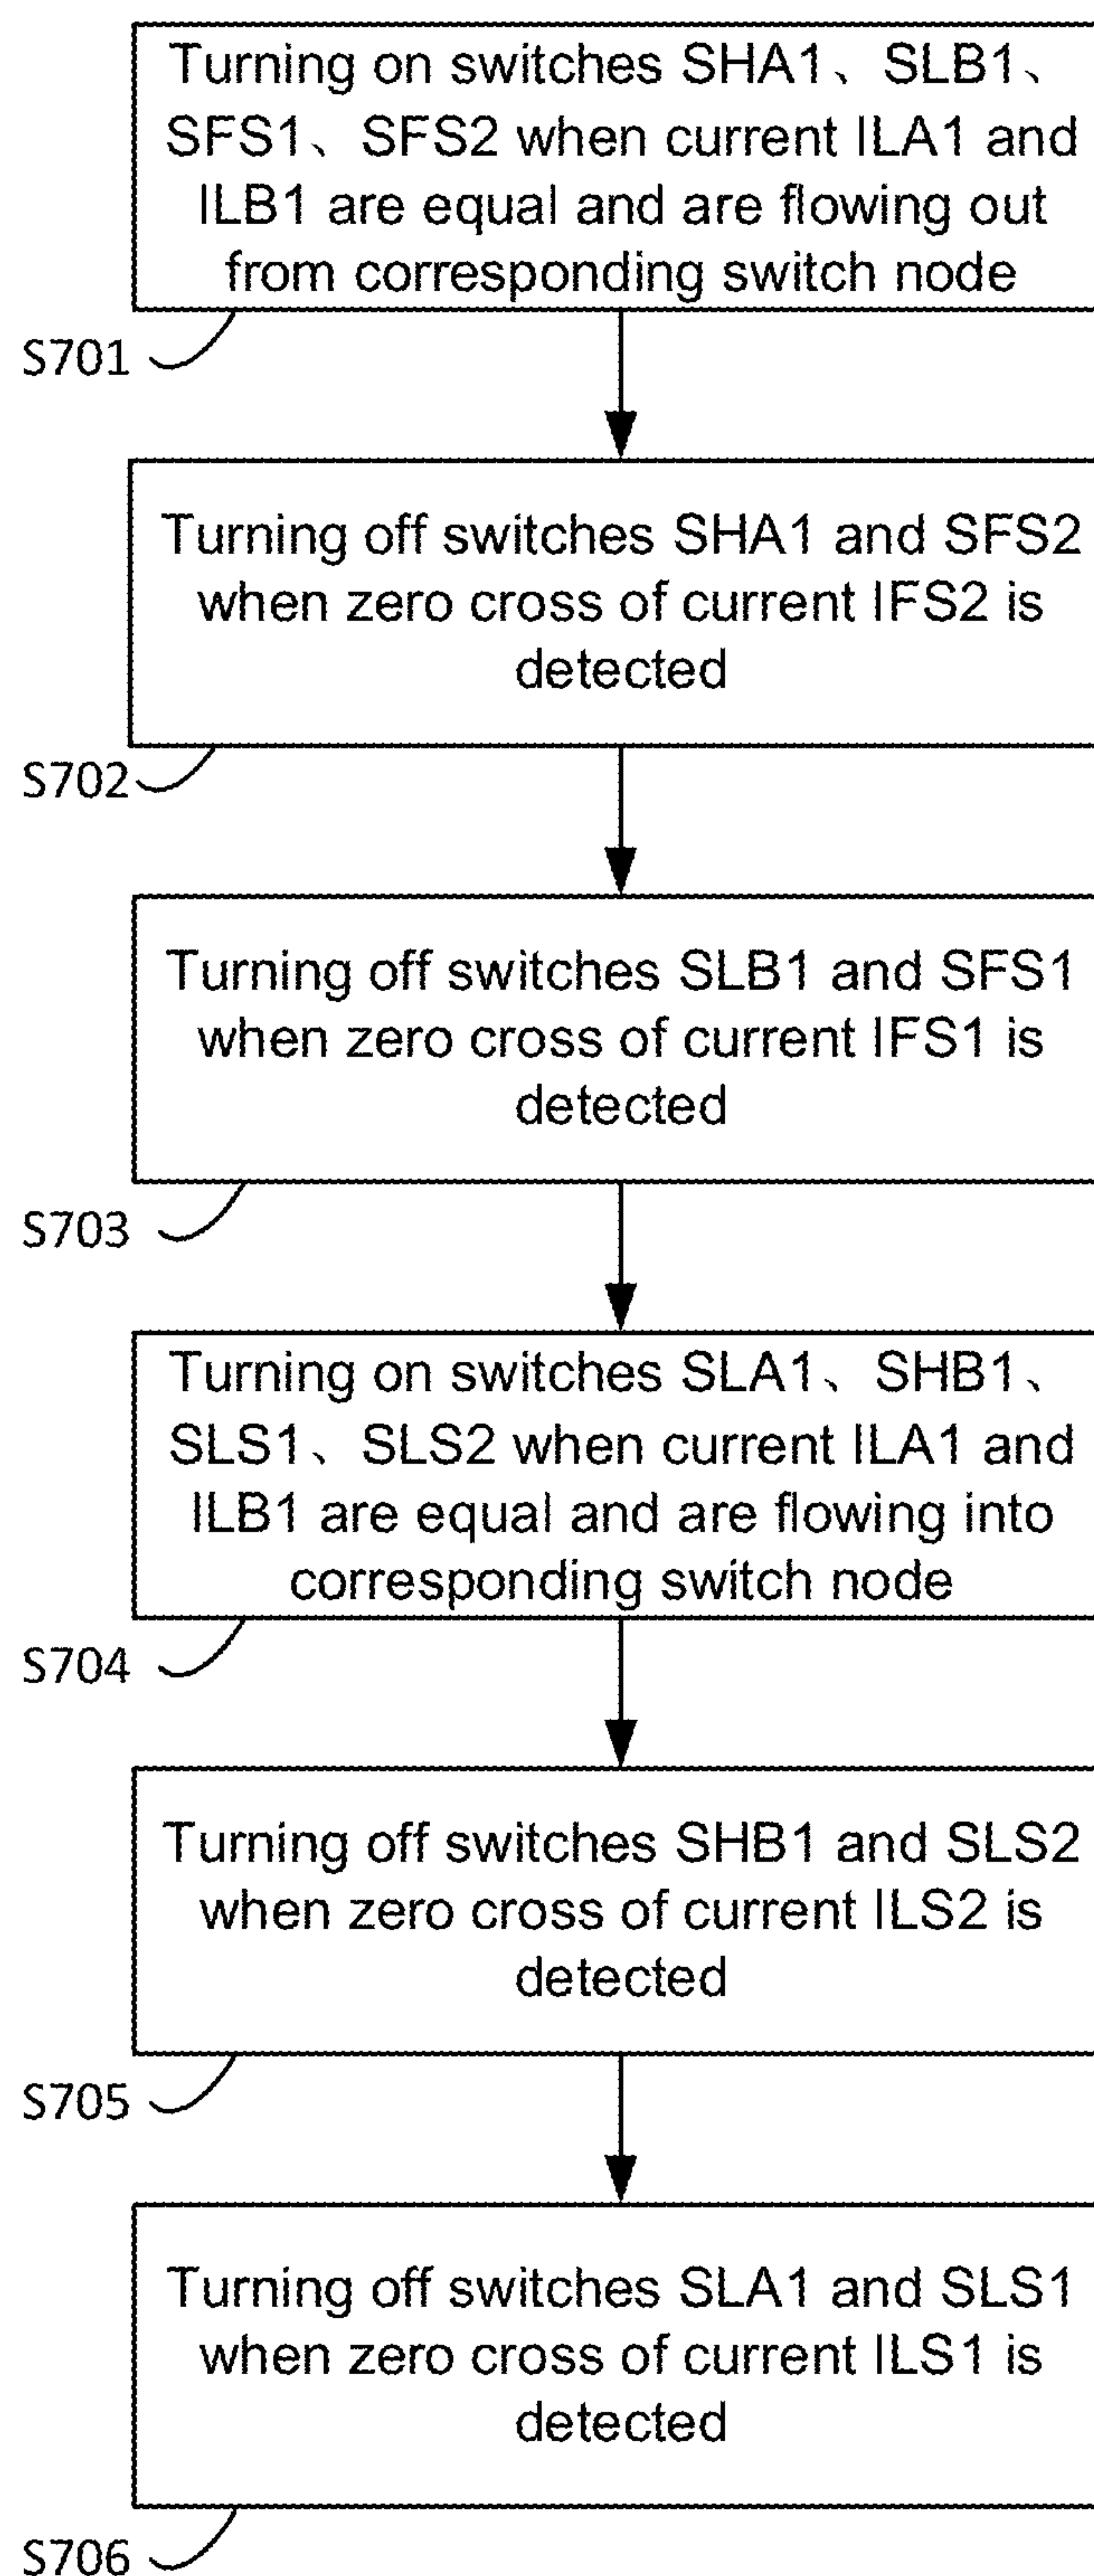 Turning on switches SHA1、SLB1、
SFS1、SFS2 when current ILA1 and
ILB1 are equal and are flowing out
from corresponding switch node
S701
Turning off switches SHA1 and SFS2
when zero cross of current IFS2 is
detected
S702
Turning off switches SLB1 and SFS1
when zero cross of current IFS1 is
detected
S703
Turning on switches SLA1、SHB1、
SLS1、SLS2 when current ILA1 and
ILB1 are equal and are flowing into
corresponding switch node
S704
Turning off switches SHB1 and SLS2
when zero cross of current ILS2 is
detected
S705
Turning off switches SLA1 and SLS1
when zero cross of current ILS1 is
detected
S706